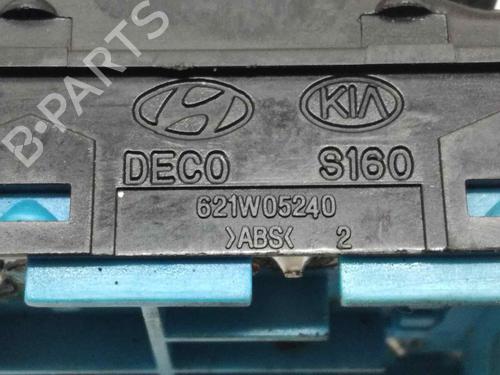 B-PARTS
KIA
DECO S160
621W05240
>ABS< 2